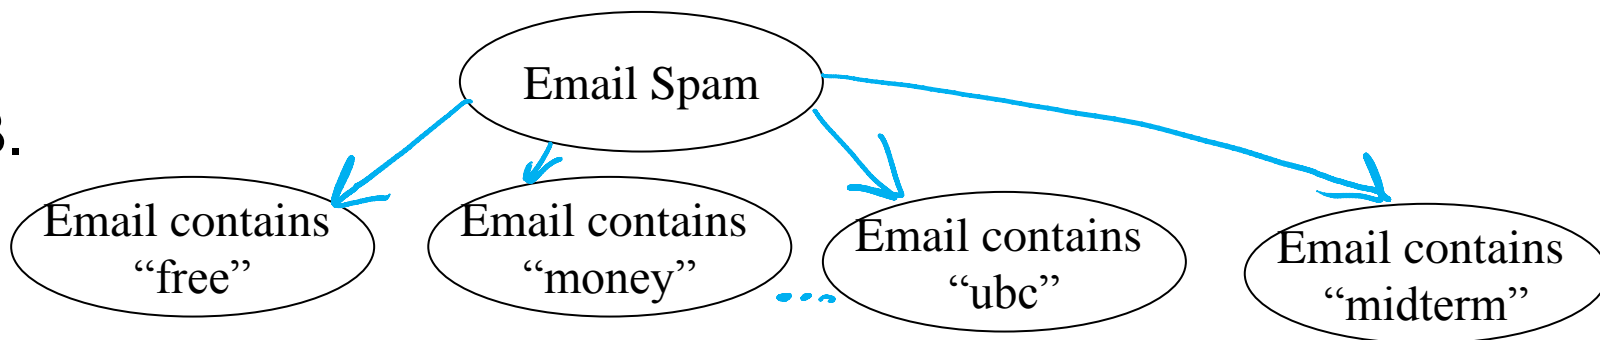 Email Spam
B.
Email contains
“free”
Email contains
“money”
Email contains
“ubc”
Email contains
“midterm”